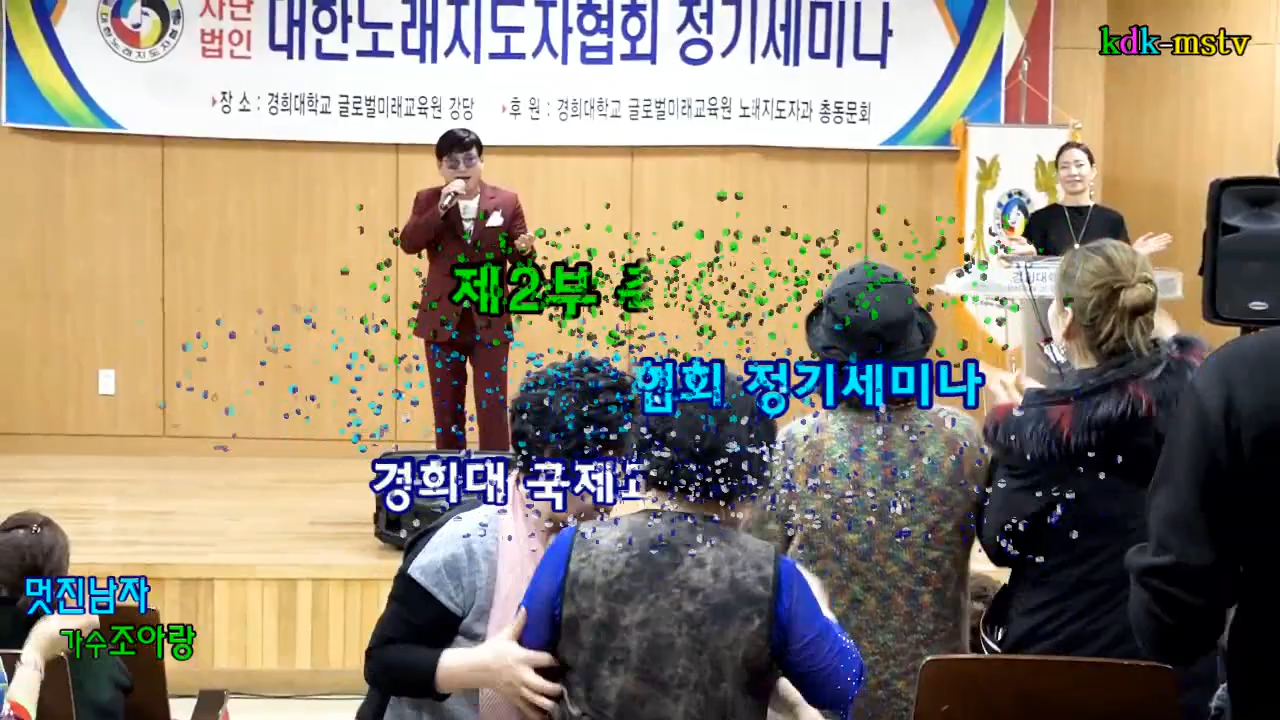 사단
법인
대한노래지도자협회 정기세미나
장 소 : 경희대학교 글로벌미래교육원 강당
후 원 : 경희대학교 글로벌미래교육원 노래지도자과 총동문회
kdk-mstv
제2부
협회 정기세미나
경희대 국제
멋진남자
가수조아랑